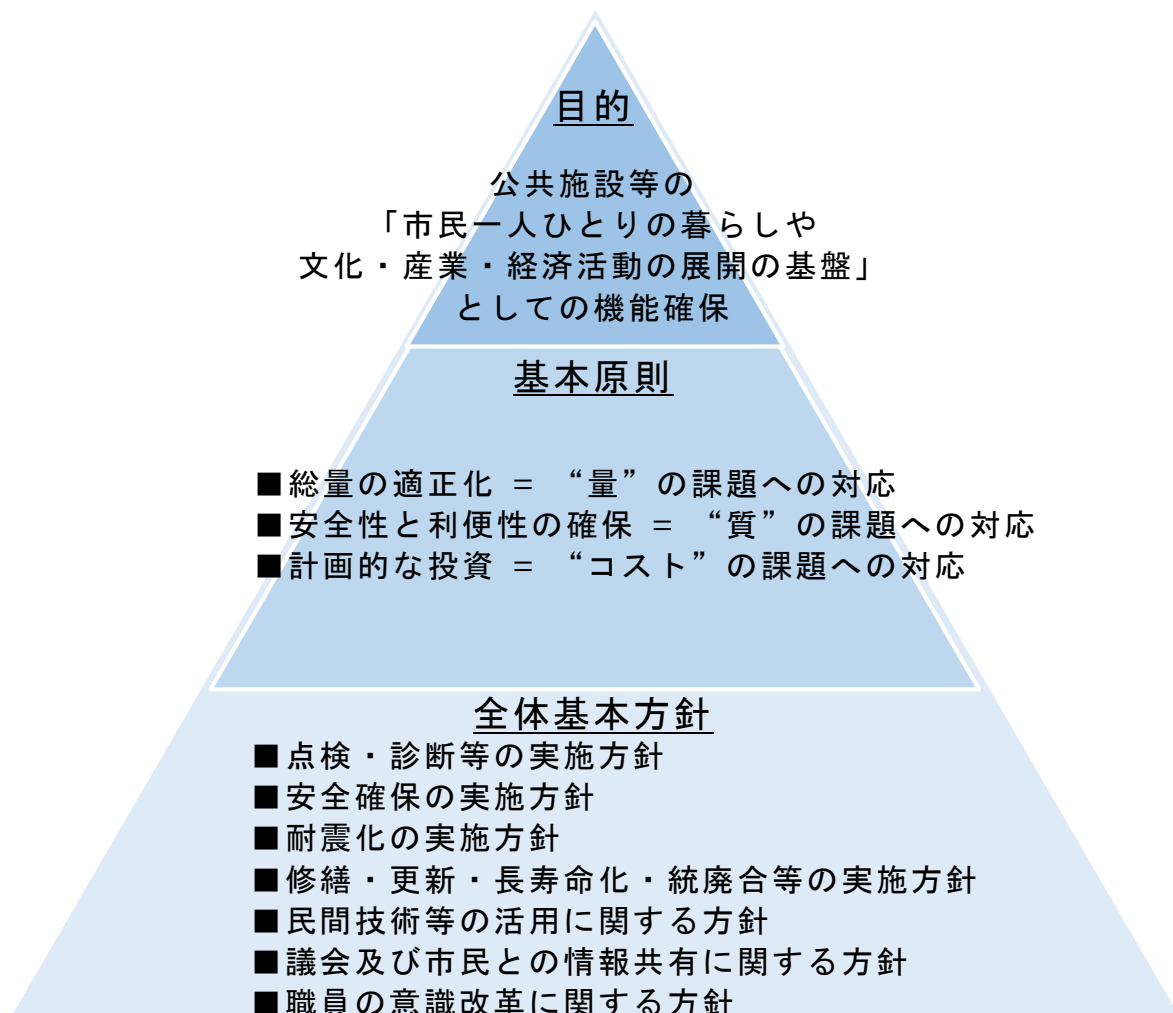 目的
公共施設等の
「市民一人ひとりの暮らしや
文化・産業・経済活動の展開の基盤」
としての機能確保
基本原則
■総量の適正化 = “量”の課題への対応
■安全性と利便性の確保 = “質”の課題への対応
■計画的な投資 = “コスト”の課題への対応
全体基本方針
■点検・診断等の実施方針
■安全確保の実施方針
■耐震化の実施方針
■修繕・更新・長寿命化・統廃合等の実施方針
■民間技術等の活用に関する方針
■議会及び市民との情報共有に関する方針
■職員の意識改革に関する方針